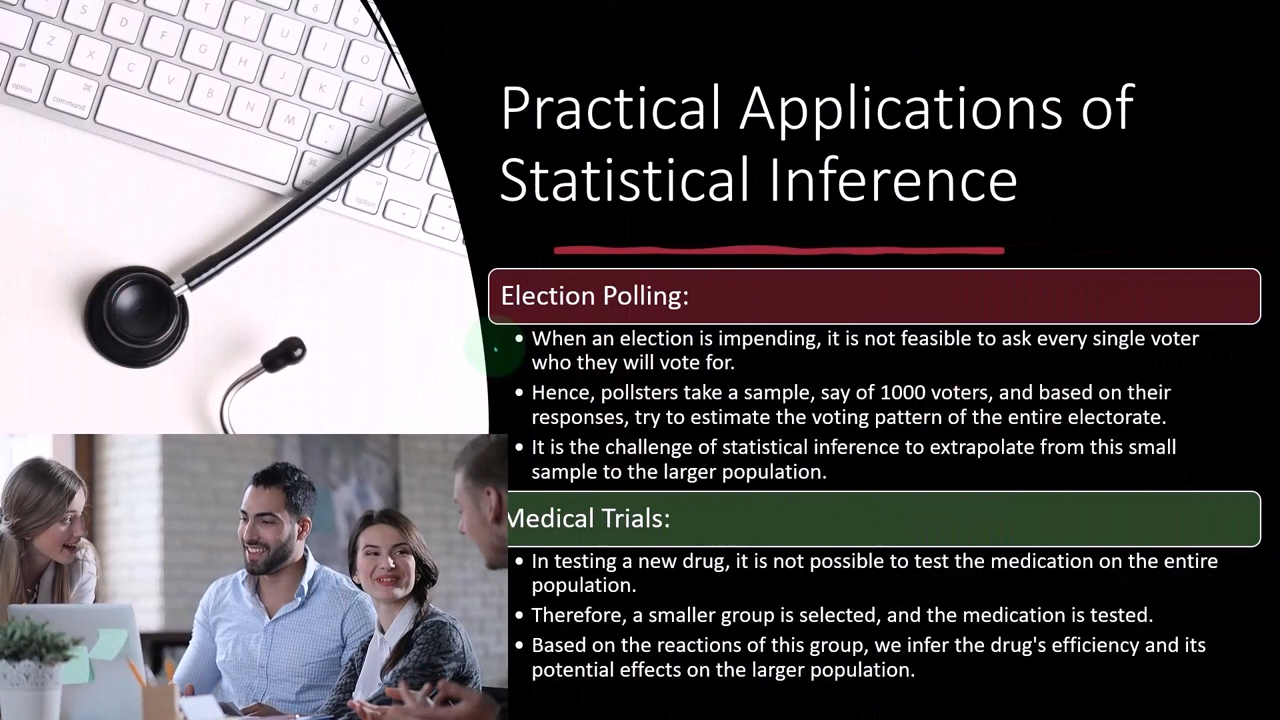 Practical Applications of
Statistical Inference
Election Polling:
• When an election is impending, it is not feasible to ask every single voter
who they will vote for.
• Hence, pollsters take a sample, say of 1000 voters, and based on their
responses, try to estimate the voting pattern of the entire electorate.
• It is the challenge of statistical inference to extrapolate from this small
sample to the larger population.
Medical Trials:
• In testing a new drug, it is not possible to test the medication on the entire
population.
• Therefore, a smaller group is selected, and the medication is tested.
• Based on the reactions of this group, we infer the drug's efficiency and its
potential effects on the larger population.